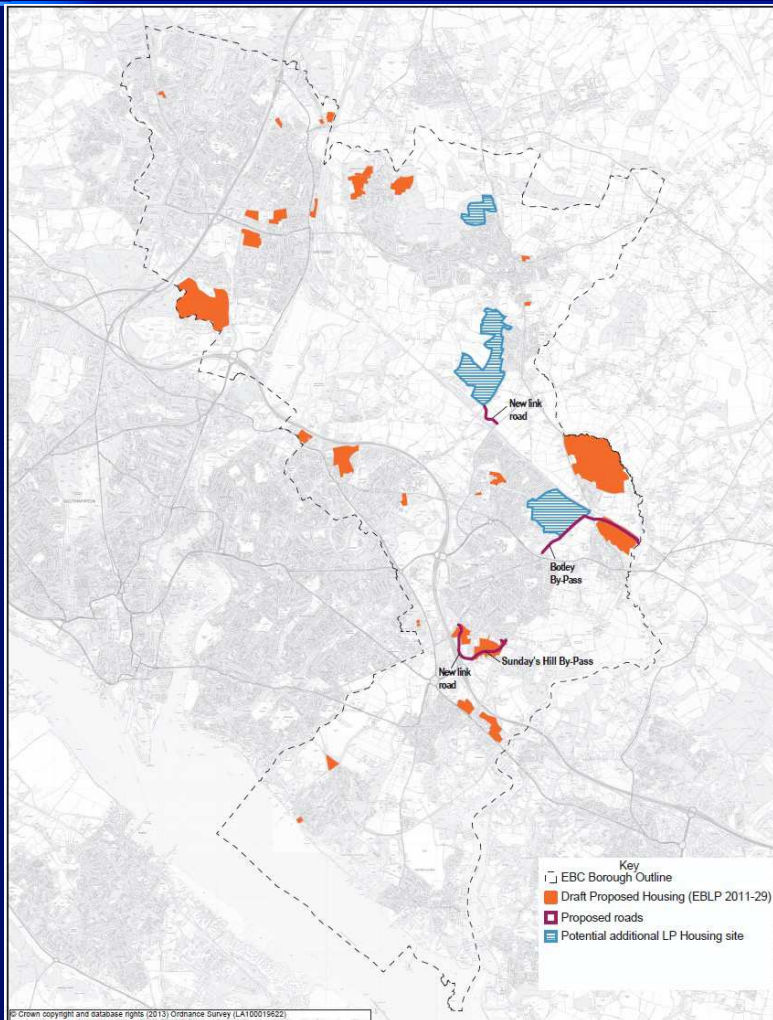 New link
road
Botley
By-Pass
Sunday's Hill By-Pass
New link
road
Key
EBC Borough Outline
Draft Proposed Housing (EBLP 2011-29)
Proposed roads
Potential additional LP Housing site
© Crown copyright and database rights (2013) Ordnance Survey (LA100019622)